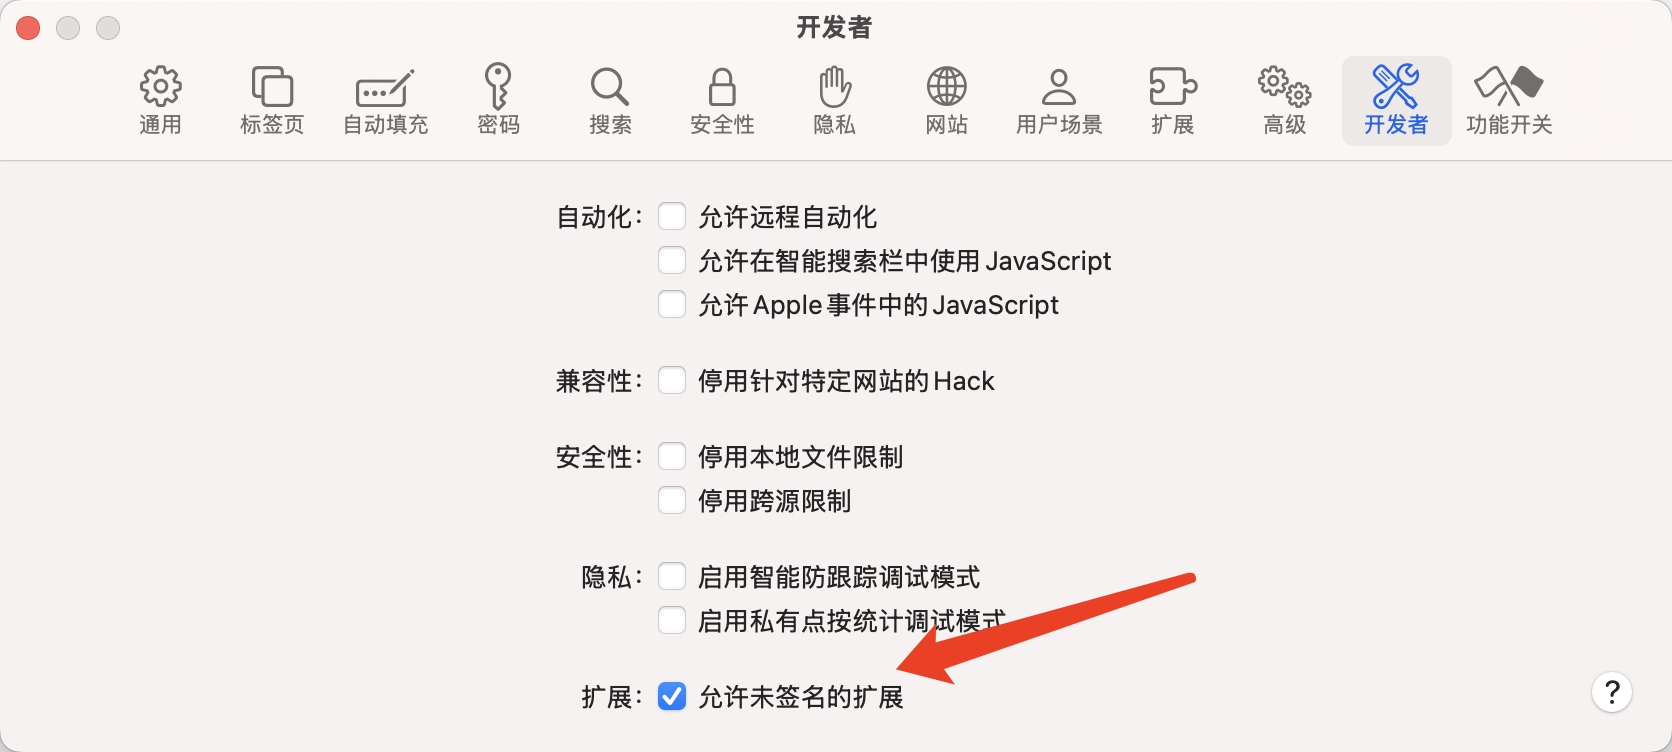 开发者
通用 标签页 自动填充 密码 搜索 安全性 隐私 网站 用户场景 扩展 高级 开发者 功能开关
自动化： 允许远程自动化
允许在智能搜索栏中使用 JavaScript
允许 Apple 事件中的 JavaScript
兼容性： 停用针对特定网站的 Hack
安全性： 停用本地文件限制
停用跨源限制
隐私： 启用智能防跟踪调试模式
启用私有点按统计调试模式
扩展： 允许未签名的扩展
?